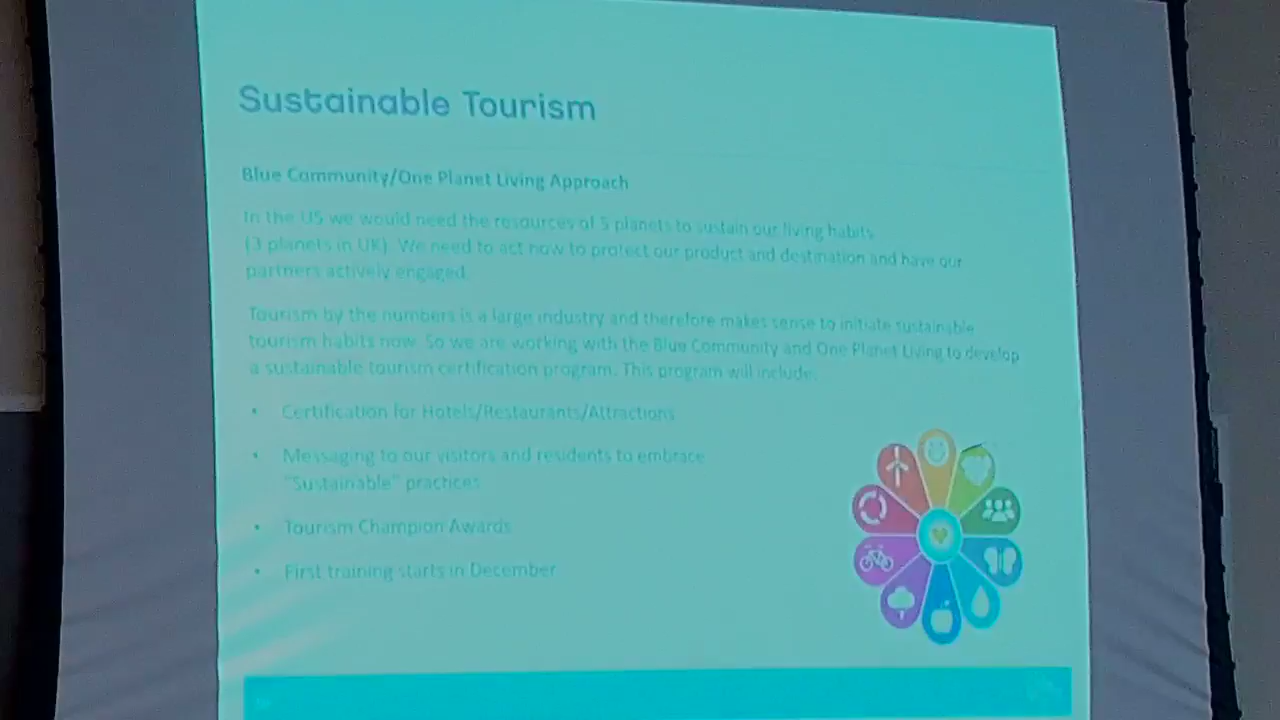 Sustainable Tourism
Blue Community/One Planet Living Approach
In the US we would need the resources of 5 planets to sustain our living habits
(3 planets in UK). We need to act now to protect our product and destination and have our
partners actively engaged.
Tourism by the numbers is a large industry and therefore makes sense to initiate sustainable
tourism habits now. So we are working with the Blue Community and One Planet Living to develop
a sustainable tourism certification program. This program will include:
• Certification for Hotels/Restaurants/Attractions
• Messaging to our visitors and residents to embrace
"Sustainable" practices
• Tourism Champion Awards
• First training starts in December